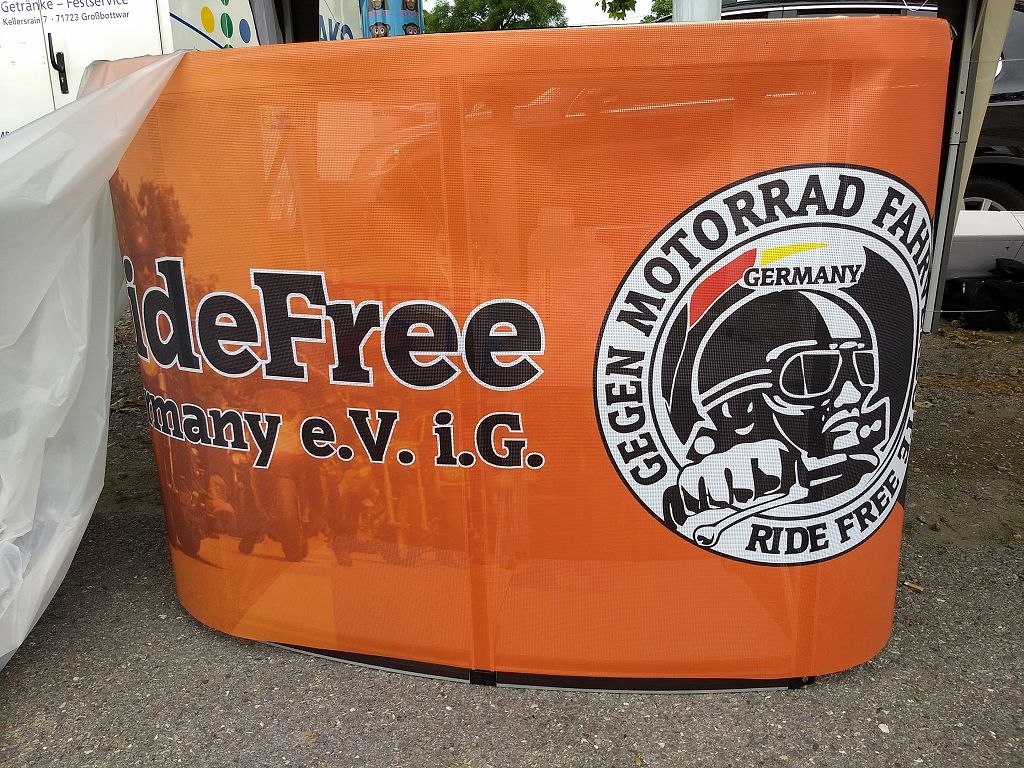 Getränke – Festservice
Kellersrain 7 · 71723 Großbottwar
ideFree
rmany e.V. i.G.
GEGEN MOTORRAD FAHR
GERMANY
RIDE FREE